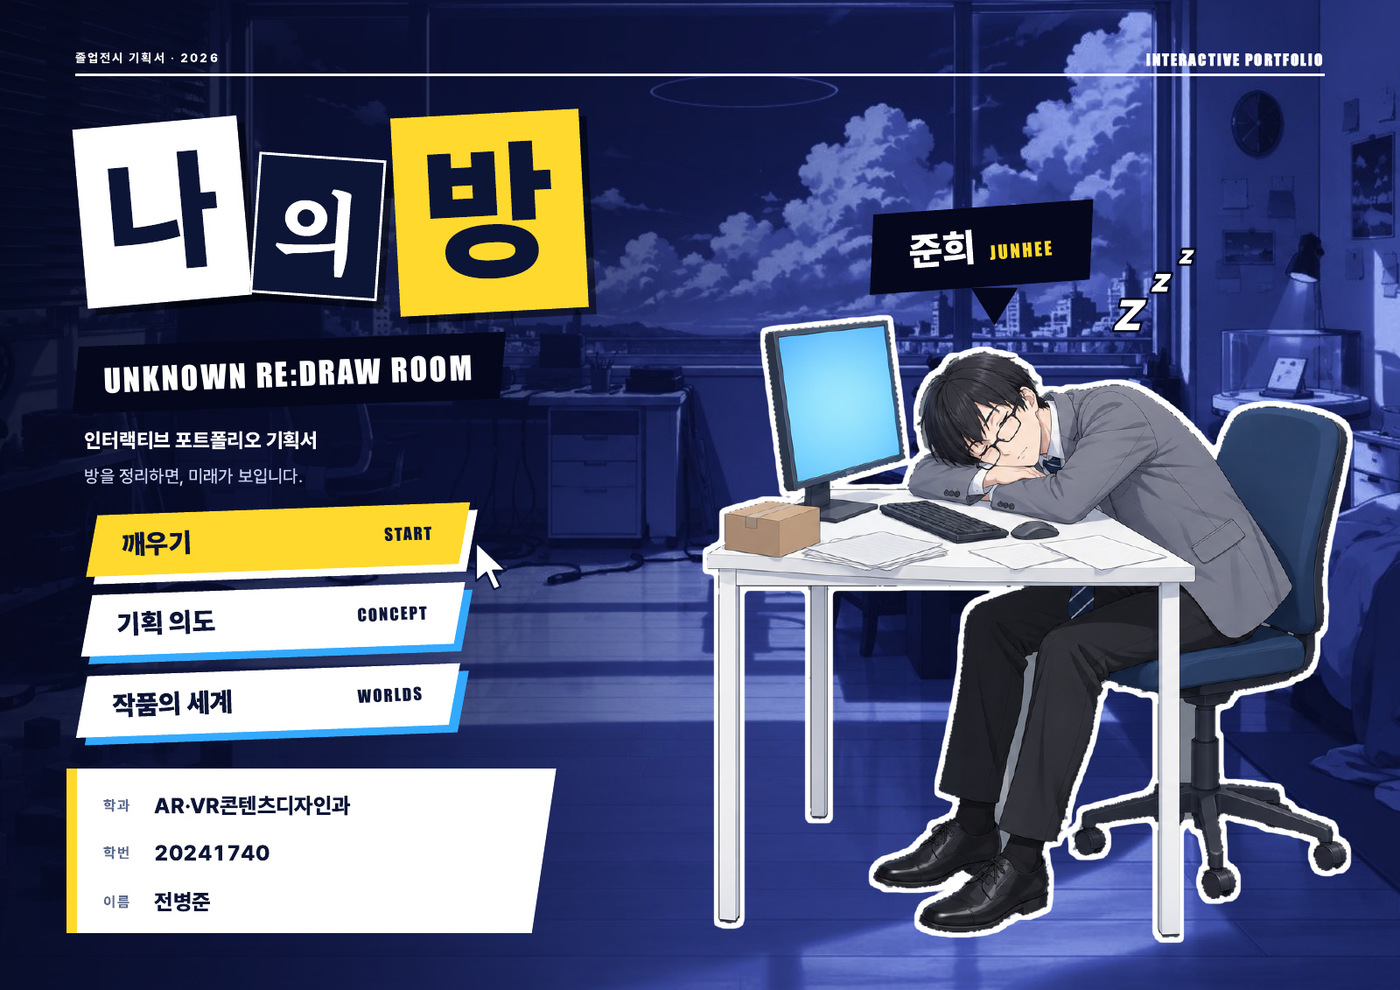 졸업전시 기획서 · 2026
INTERACTIVE PORTFOLIO
나의 방
UNKNOWN RE:DRAW ROOM
인터랙티브 포트폴리오 기획서
방을 정리하면, 미래가 보입니다.
깨우기 START
기획 의도 CONCEPT
작품의 세계 WORLDS
학과 AR·VR콘텐츠디자인과
학번 20241740
이름 전병준
준희 JUNHEE
Z z z